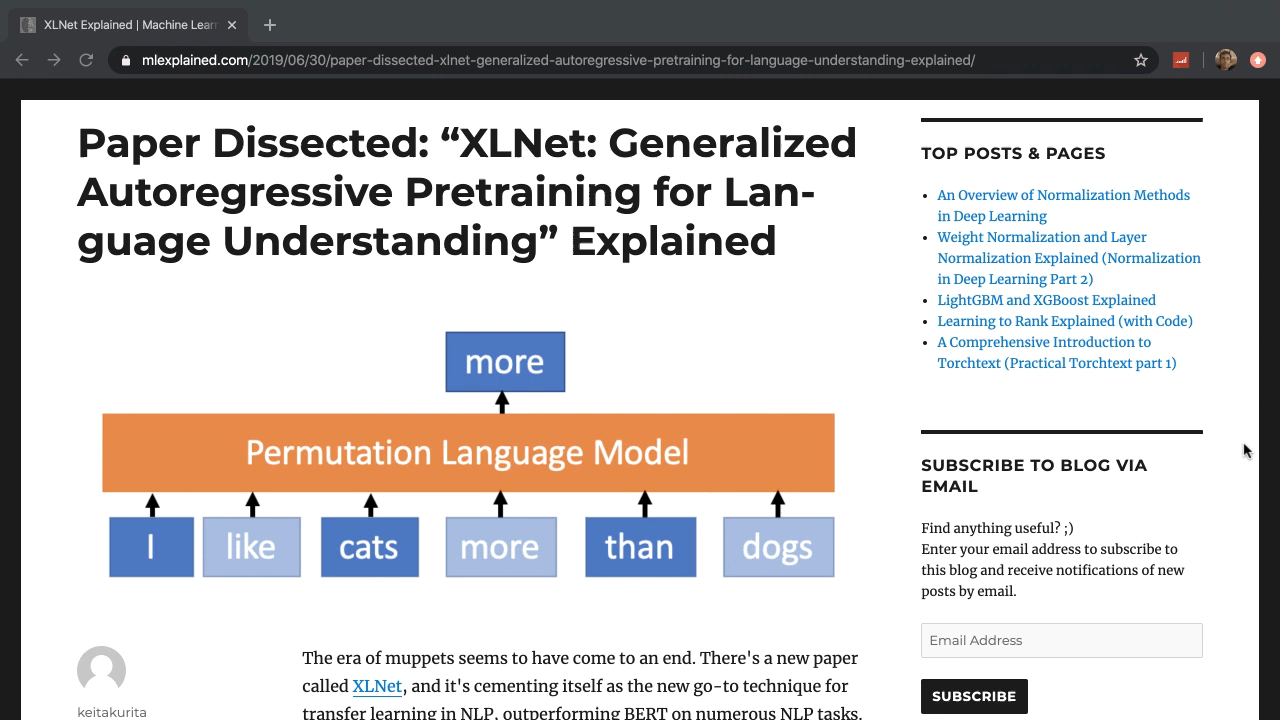 XLNet Explained | Machine Lear
mlexplained.com/2019/06/30/paper-dissected-xlnet-generalized-autoregressive-pretraining-for-language-understanding-explained/
Paper Dissected: “XLNet: Generalized
Autoregressive Pretraining for Lan-
guage Understanding” Explained
more
Permutation Language Model
I like cats more than dogs
keitakurita
The era of muppets seems to have come to an end. There's a new paper
called XLNet, and it's cementing itself as the new go-to technique for
transfer learning in NLP, outperforming BERT on numerous NLP tasks.
TOP POSTS & PAGES
An Overview of Normalization Methods
in Deep Learning
Weight Normalization and Layer
Normalization Explained (Normalization
in Deep Learning Part 2)
LightGBM and XGBoost Explained
Learning to Rank Explained (with Code)
A Comprehensive Introduction to
Torchtext (Practical Torchtext part 1)
SUBSCRIBE TO BLOG VIA
EMAIL
Find anything useful? ;)
Enter your email address to subscribe to
this blog and receive notifications of new
posts by email.
Email Address
SUBSCRIBE